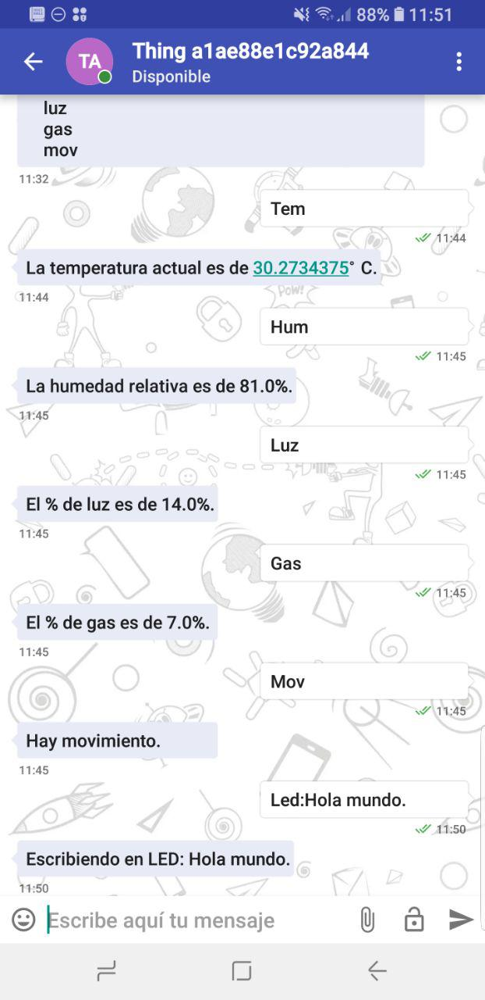 88% 11:51
TA
Thing a1ae88e1c92a844
Disponible
luz
gas
mov
11:32
Tem
11:44
La temperatura actual es de 30.2734375° C.
11:44
POW!
Hum
11:45
La humedad relativa es de 81.0%.
11:45
Luz
11:45
El % de luz es de 14.0%.
11:45
Gas
11:45
El % de gas es de 7.0%.
11:45
Mov
11:45
Hay movimiento.
11:45
Led:Hola mundo.
11:50
Escribiendo en LED: Hola mundo.
11:50
Escribe aquí tu mensaje